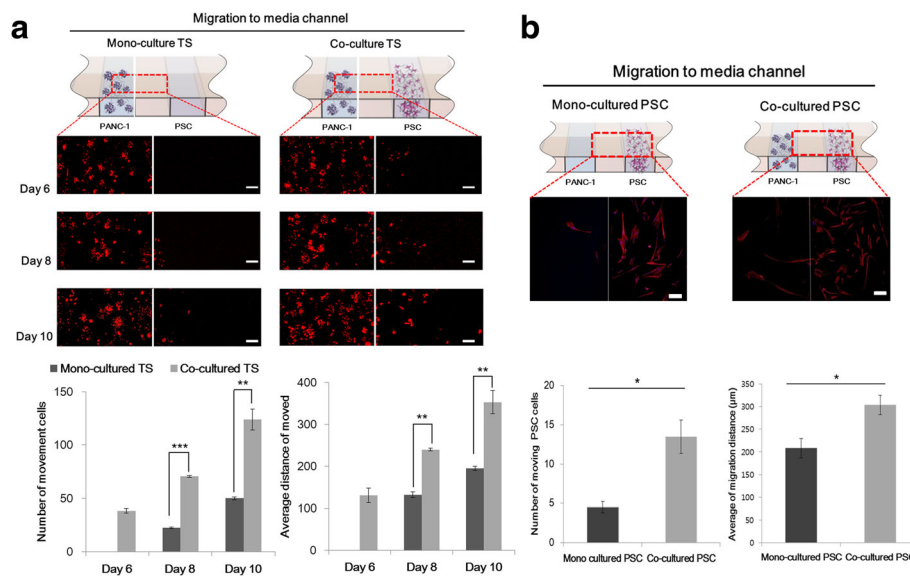 a
Migration to media channel
Mono-culture TS
Co-culture TS
PANC-1
PSC
PANC-1
PSC
Day 6
Day 8
Day 10
Mono-cultured TS
Co-cultured TS
Number of movement cells
150
100
50
0
***
**
Day 6
Day 8
Day 10
Average distance of moved
400
300
200
100
0
**
**
Day 6
Day 8
Day 10
b
Migration to media channel
Mono-cultured PSC
Co-cultured PSC
PANC-1
PSC
PANC-1
PSC
Number of moving PSC cells
20
15
10
5
0
*
Mono cultured PSC
Co-cultured PSC
Average of migration distance (μm)
350
300
250
200
150
100
50
0
*
Mono-cultured PSC
Co-cultured PSC